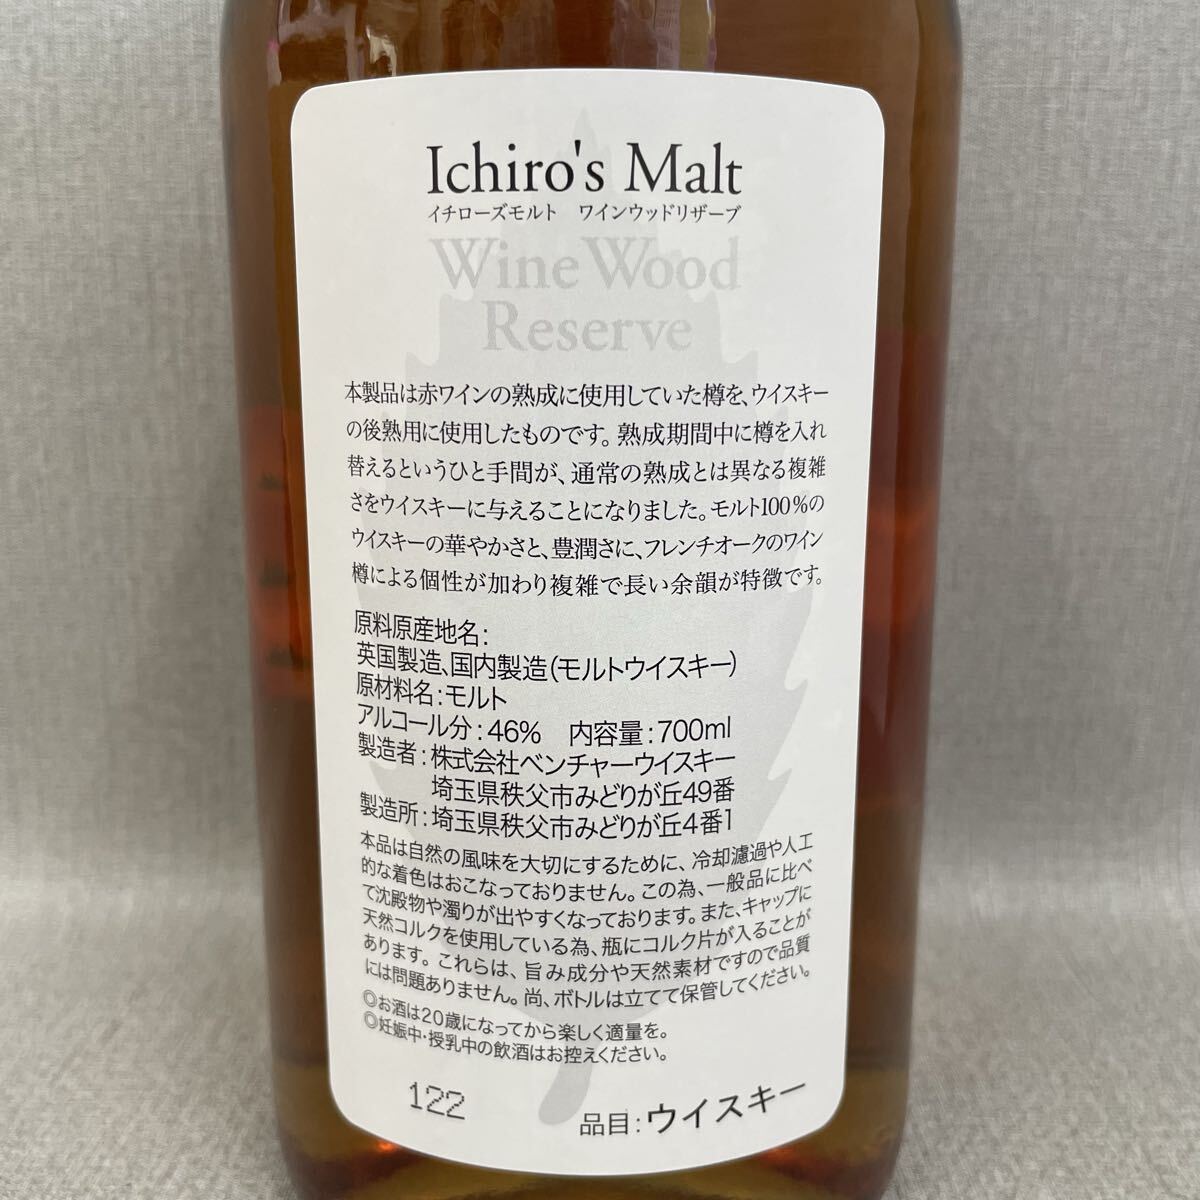 Ichiro's Malt
イチローズモルト　ワインウッドリザーブ
Wine Wood
Reserve
本製品は赤ワインの熟成に使用していた樽を、ウイスキー
の後熟用に使用したものです。熟成期間中に樽を入れ
替えるというひと手間が、通常の熟成とは異なる複雑
さをウイスキーに与えることになりました。モルト100%の
ウイスキーの華やかさと、豊潤さに、フレンチオークのワイン
樽による個性が加わり複雑で長い余韻が特徴です。
原料原産地名:
英国製造、国内製造(モルトウイスキー)
原材料名:モルト
アルコール分:46%　内容量:700ml
製造者:株式会社ベンチャーウイスキー
埼玉県秩父市みどりが丘49番
製造所:埼玉県秩父市みどりが丘4番1
本品は自然の風味を大切にするために、冷却濾過や人工
的な着色はおこなっておりません。この為、一般品に比べ
て沈殿物や濁りが出やすくなっております。また、キャップに
天然コルクを使用している為、瓶にコルク片が入ることが
あります。これらは、旨み成分や天然素材ですので品質
には問題ありません。尚、ボトルは立てて保管してください。
◎お酒は20歳になってから楽しく適量を。
◎妊娠中・授乳中の飲酒はお控えください。
122
品目:ウイスキー